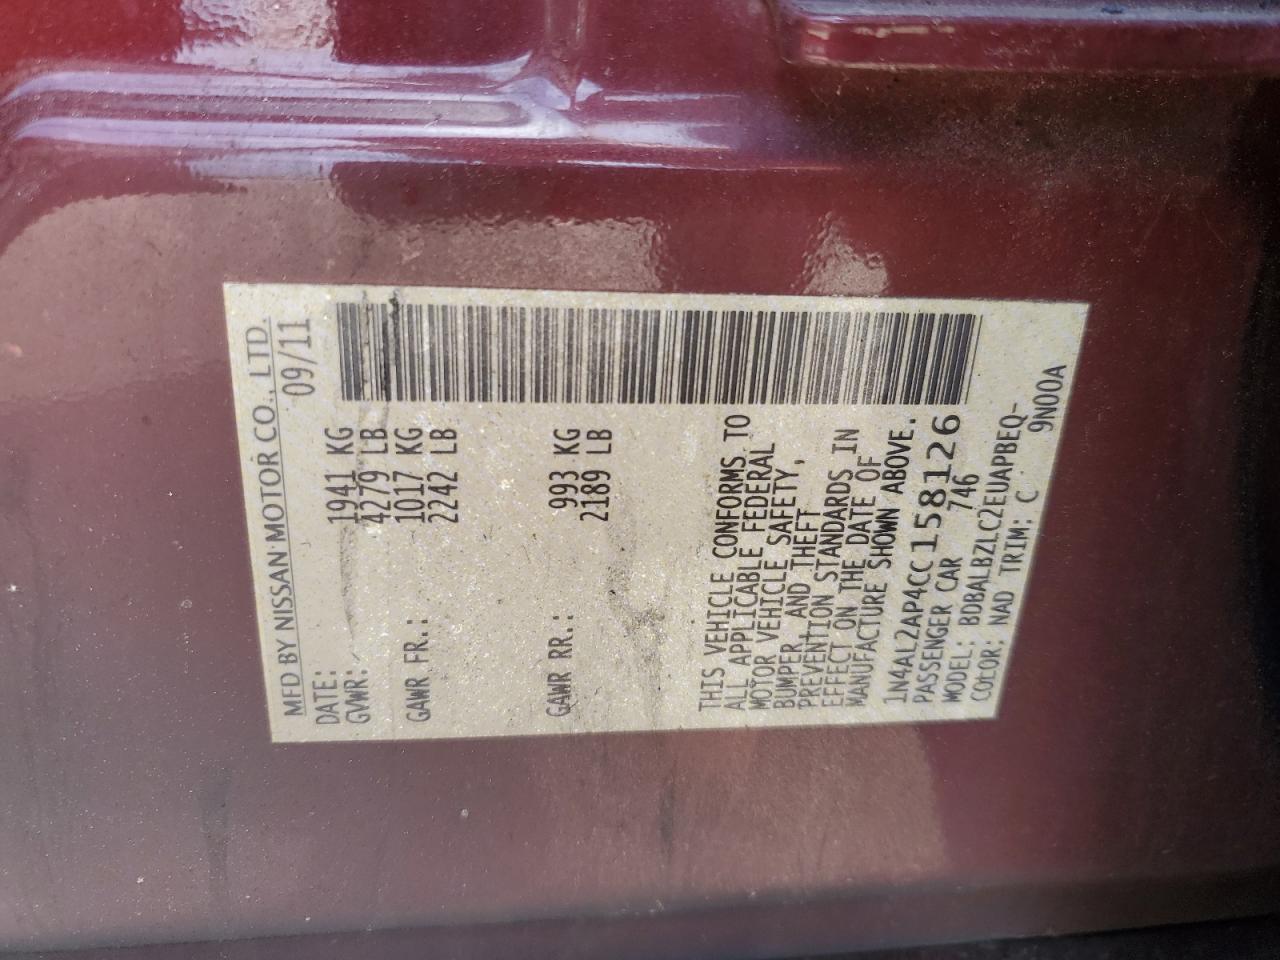 MFD BY NISSAN MOTOR CO., LTD.
DATE: 09/11
GVWR: 1941 KG
4279 LB
GAWR FR.: 1017 KG
2242 LB
GAWR RR.: 993 KG
2189 LB
THIS VEHICLE CONFORMS TO
ALL APPLICABLE FEDERAL
MOTOR VEHICLE SAFETY,
BUMPER, AND THEFT
PREVENTION STANDARDS IN
EFFECT ON THE DATE OF
MANUFACTURE SHOWN ABOVE.
1N4AL2AP4CC158126
PASSENGER CAR 746
MODEL: BDBALBZLC2EUAPBEQ-
COLOR: NAD TRIM: C 9N00A